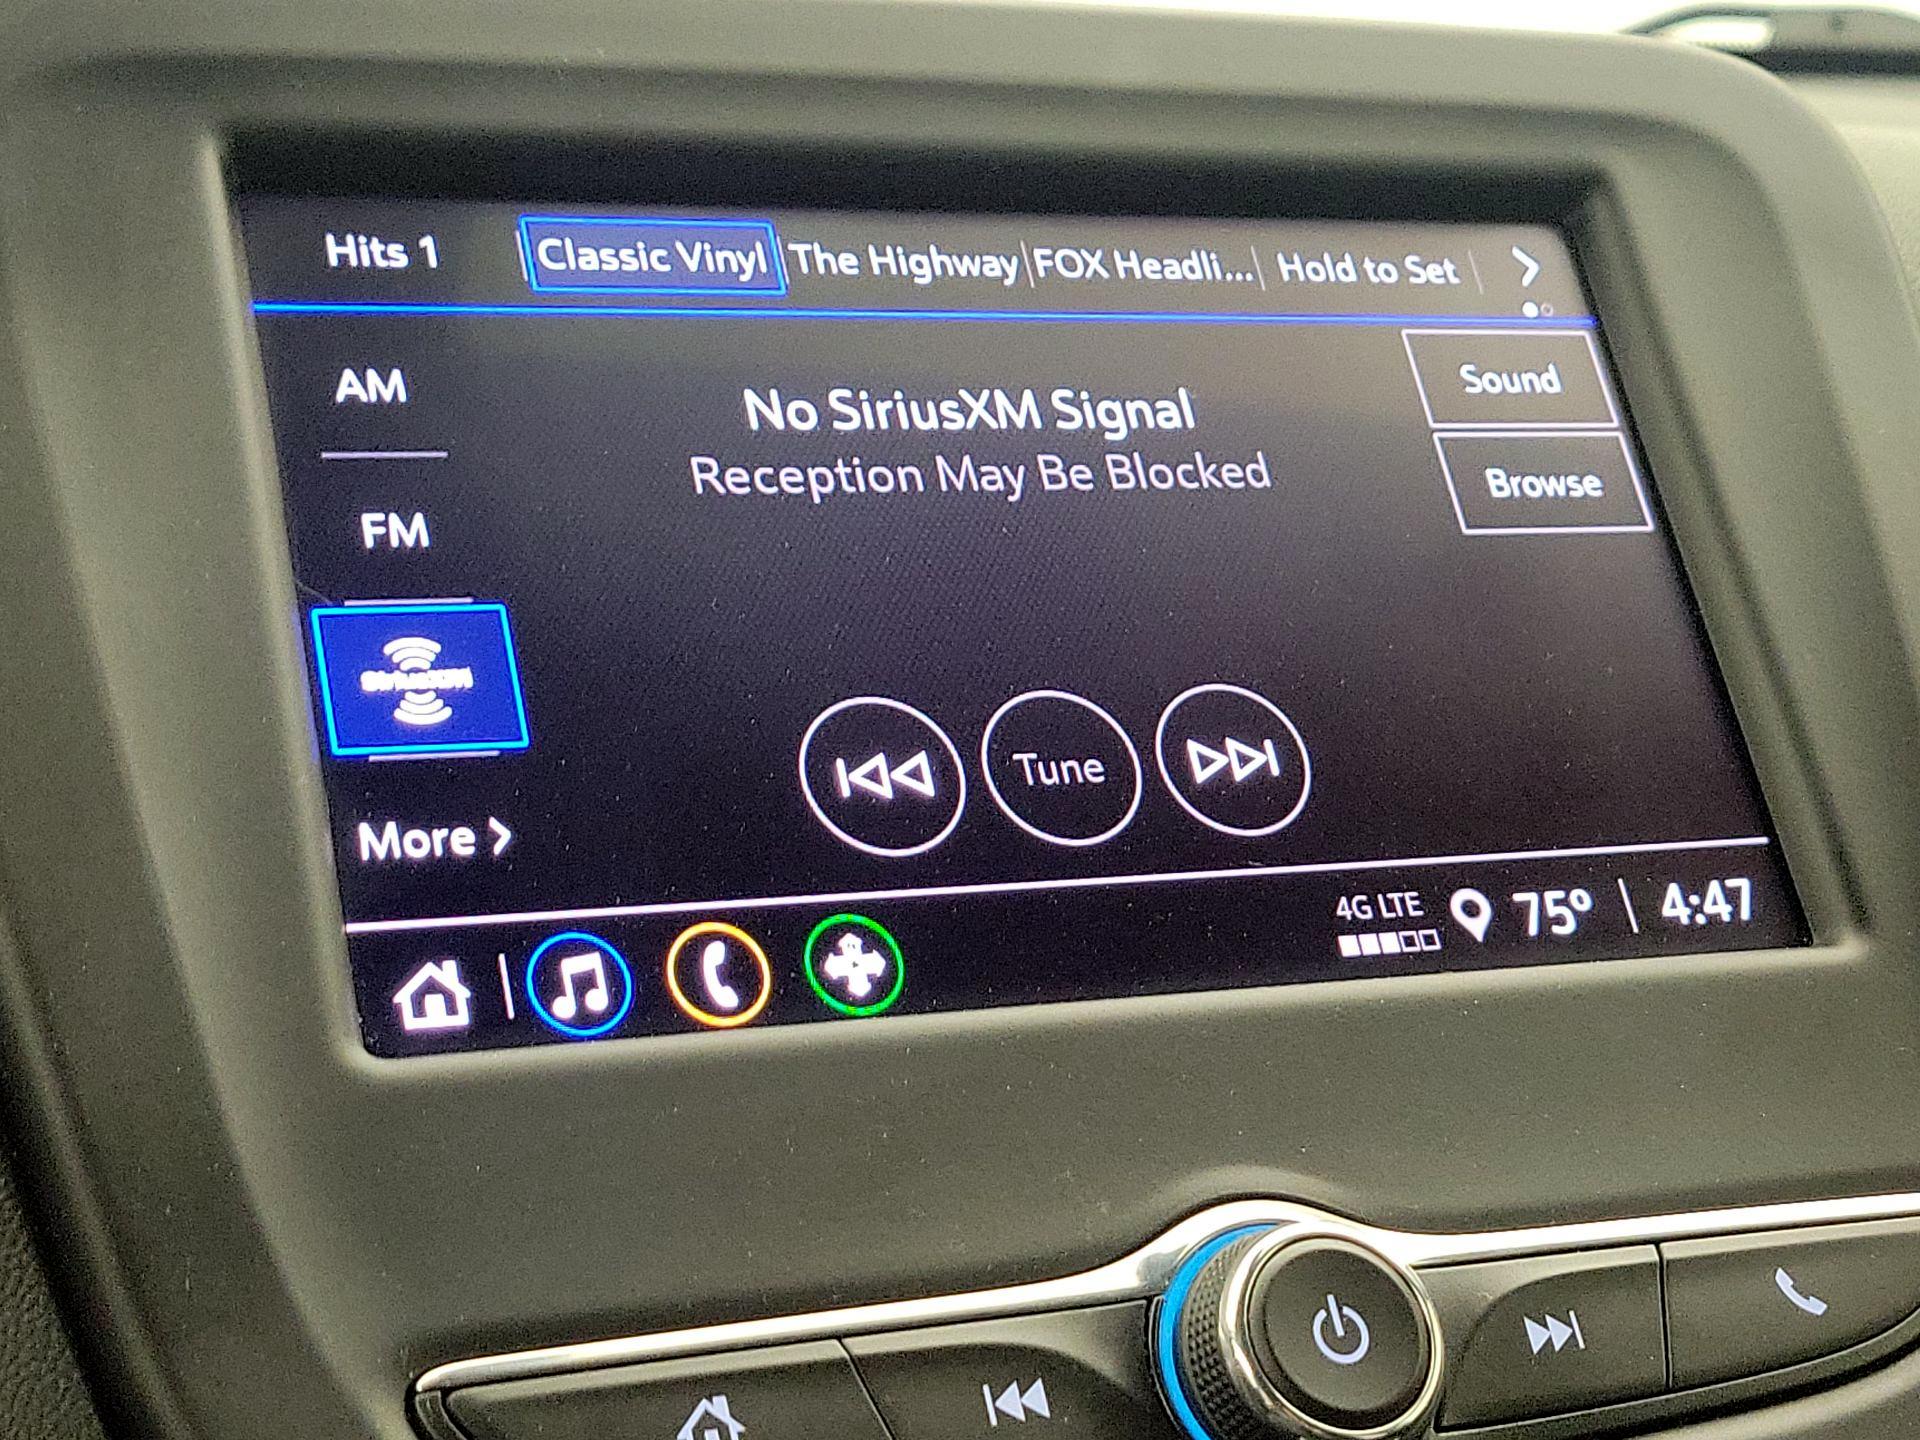 Hits 1
Classic Vinyl
The Highway
FOX Headli...
Hold to Set
AM
FM
SiriusXM
More
No SiriusXM Signal
Reception May Be Blocked
Sound
Browse
Tune
4G LTE
75°
4:47